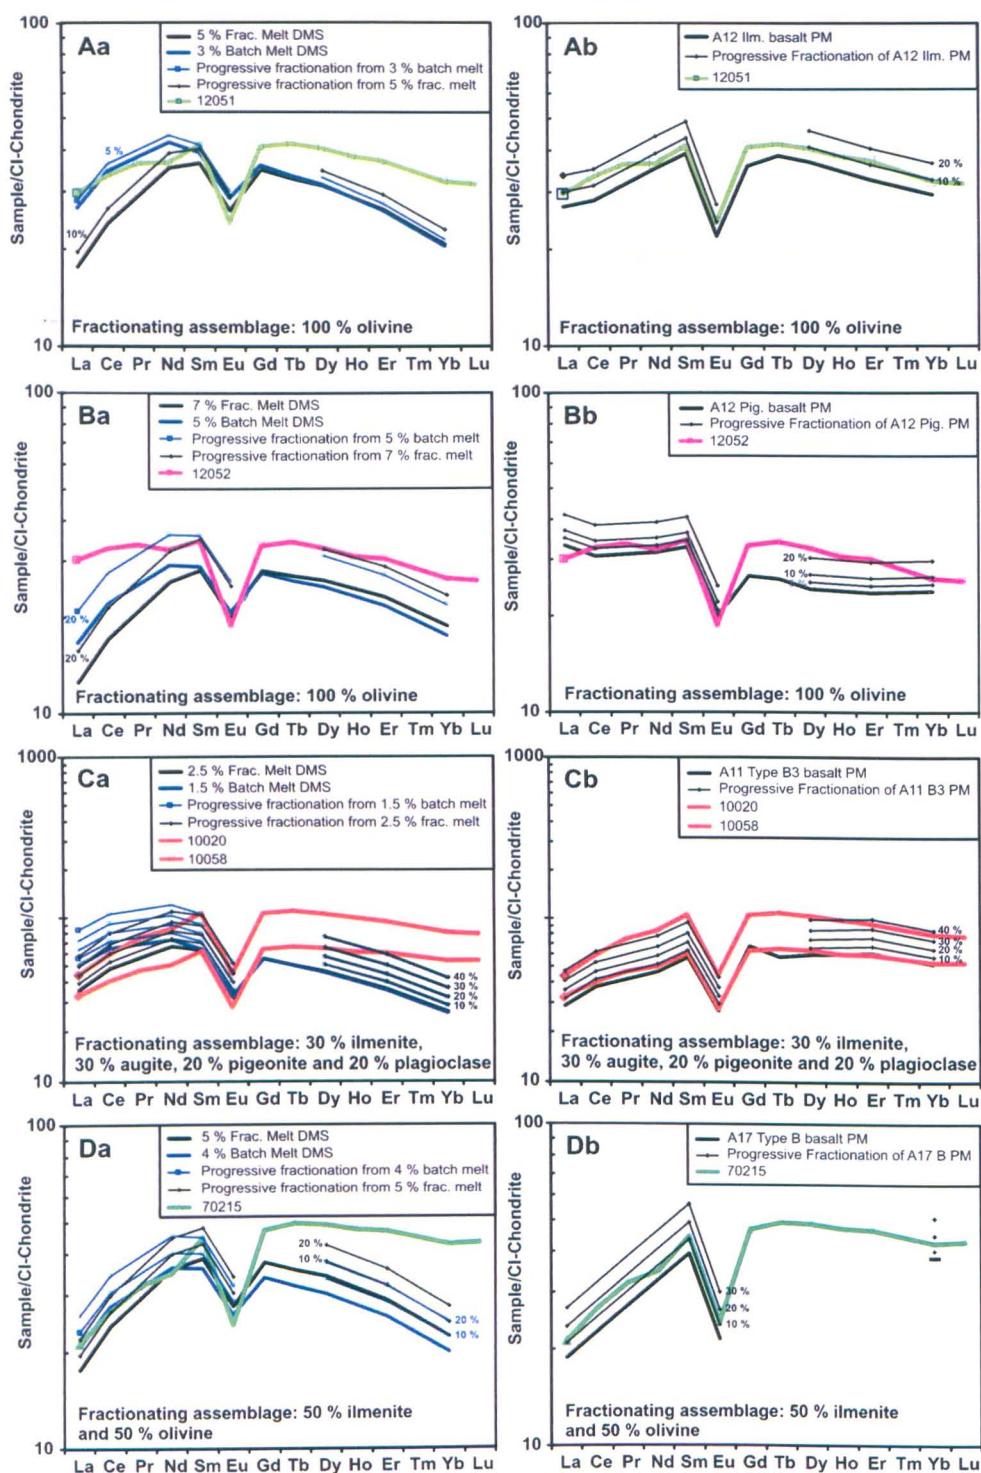 Aa
100
Sample/CI-Chondrite
5 % Frac. Melt DMS
3 % Batch Melt DMS
Progressive fractionation from 3 % batch melt
Progressive fractionation from 5 % frac. melt
12051
5 %
10%
Fractionating assemblage: 100 % olivine
10
La Ce Pr Nd Sm Eu Gd Tb Dy Ho Er Tm Yb Lu
Ab
100
Sample/CI-Chondrite
A12 Ilm. basalt PM
Progressive Fractionation of A12 Ilm. PM
12051
20 %
10 %
Fractionating assemblage: 100 % olivine
10
La Ce Pr Nd Sm Eu Gd Tb Dy Ho Er Tm Yb Lu
Ba
100
Sample/CI-Chondrite
7 % Frac. Melt DMS
5 % Batch Melt DMS
Progressive fractionation from 5 % batch melt
Progressive fractionation from 7 % frac. melt
12052
20 %
20 %
Fractionating assemblage: 100 % olivine
10
La Ce Pr Nd Sm Eu Gd Tb Dy Ho Er Tm Yb Lu
Bb
100
Sample/CI-Chondrite
A12 Pig. basalt PM
Progressive Fractionation of A12 Pig. PM
12052
20 %
10 %
Fractionating assemblage: 100 % olivine
10
La Ce Pr Nd Sm Eu Gd Tb Dy Ho Er Tm Yb Lu
Ca
1000
Sample/CI-Chondrite
2.5 % Frac. Melt DMS
1.5 % Batch Melt DMS
Progressive fractionation from 1.5 % batch melt
Progressive fractionation from 2.5 % frac. melt
10020
10058
40 %
30 %
20 %
10 %
Fractionating assemblage: 30 % ilmenite,
30 % augite, 20 % pigeonite and 20 % plagioclase
10
La Ce Pr Nd Sm Eu Gd Tb Dy Ho Er Tm Yb Lu
Cb
1000
Sample/CI-Chondrite
A11 Type B3 basalt PM
Progressive Fractionation of A11 B3 PM
10020
10058
40 %
30 %
20 %
10 %
Fractionating assemblage: 30 % ilmenite,
30 % augite, 20 % pigeonite and 20 % plagioclase
10
La Ce Pr Nd Sm Eu Gd Tb Dy Ho Er Tm Yb Lu
Da
100
Sample/CI-Chondrite
5 % Frac. Melt DMS
4 % Batch Melt DMS
Progressive fractionation from 4 % batch melt
Progressive fractionation from 5 % frac. melt
70215
20 %
10 %
20 %
10 %
Fractionating assemblage: 50 % ilmenite
and 50 % olivine
10
La Ce Pr Nd Sm Eu Gd Tb Dy Ho Er Tm Yb Lu
Db
100
Sample/CI-Chondrite
A17 Type B basalt PM
Progressive Fractionation of A17 B PM
70215
30 %
20 %
10 %
Fractionating assemblage: 50 % ilmenite
and 50 % olivine
10
La Ce Pr Nd Sm Eu Gd Tb Dy Ho Er Tm Yb Lu